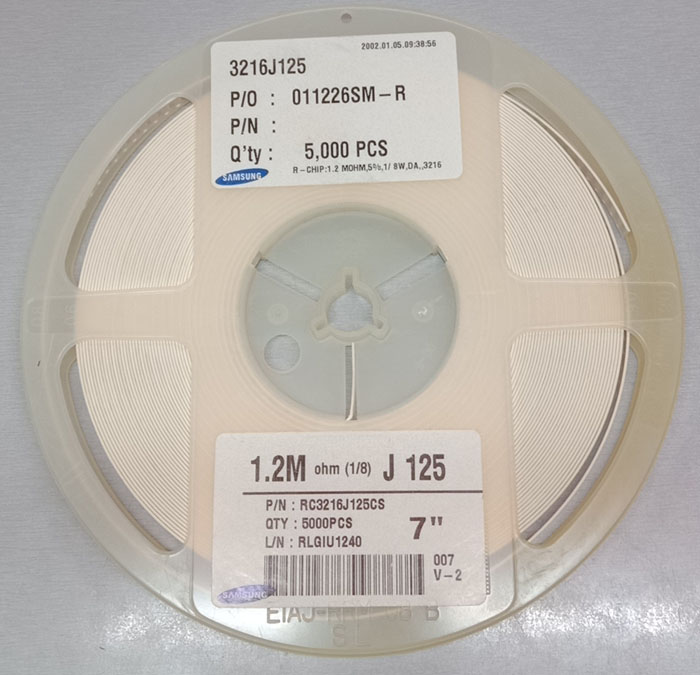 2002.01.05.09:38:56
3216J125
P/O : 011226SM-R
P/N :
Q'ty : 5,000 PCS
SAMSUNG
R-CHIP:1.2 MOHM,5%,1/ 8W,DA,,3216
1.2M ohm (1/8) J 125
P/N : RC3216J125CS
QTY : 5000PCS
7"
L/N : RLGIU1240
007
V-2
SAMSUNG
EIAJ-
B